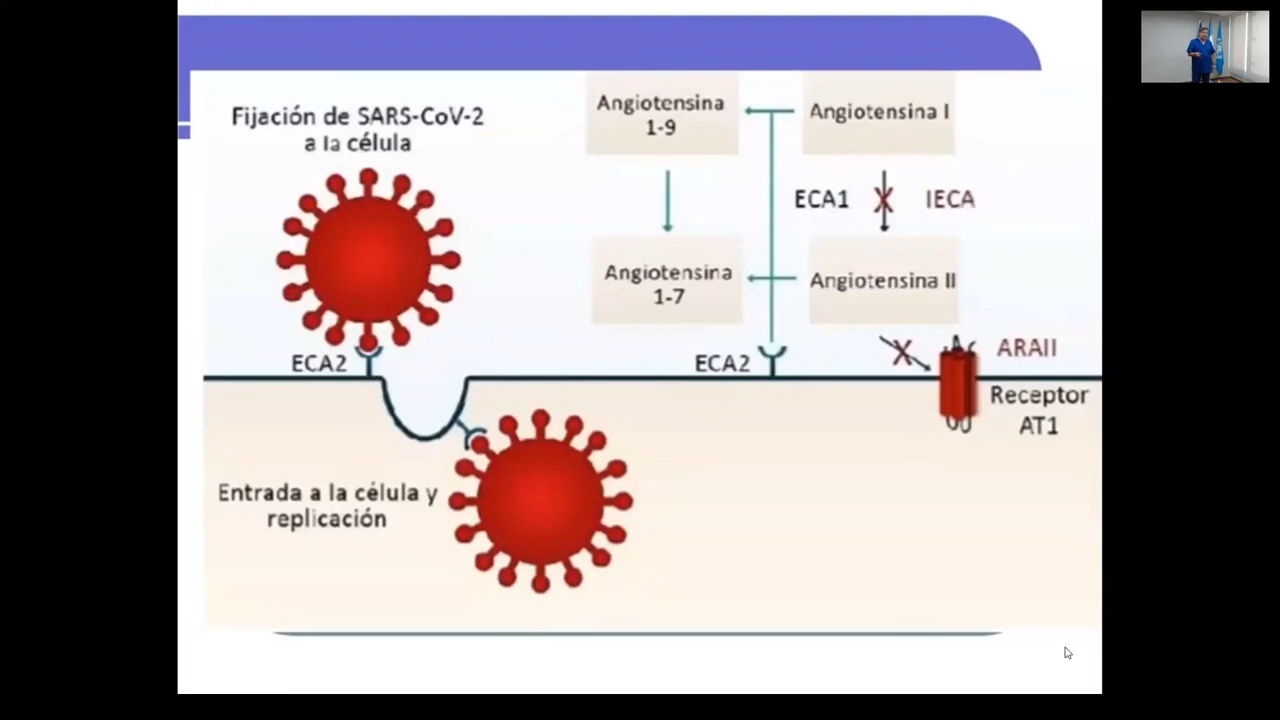 Fijación de SARS-CoV-2
a la célula
Angiotensina
1-9
Angiotensina I
ECA1
IECA
Angiotensina
1-7
Angiotensina II
ECA2
ECA2
ARAII
Receptor
AT1
Entrada a la célula y
replicación